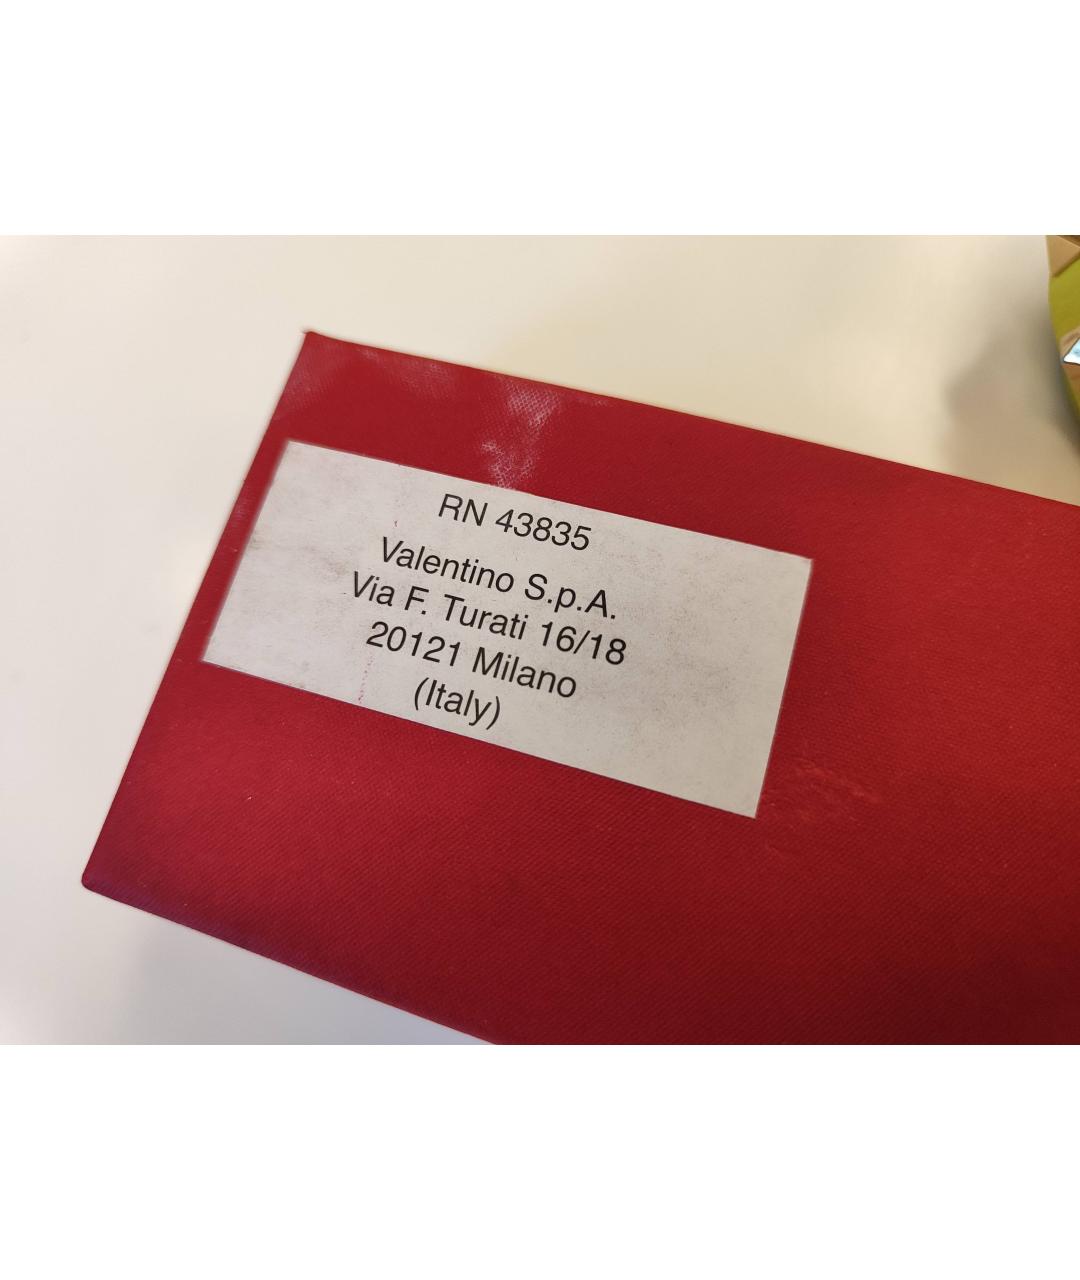 RN 43835
Valentino S.p.A.
Via F. Turati 16/18
20121 Milano
(Italy)